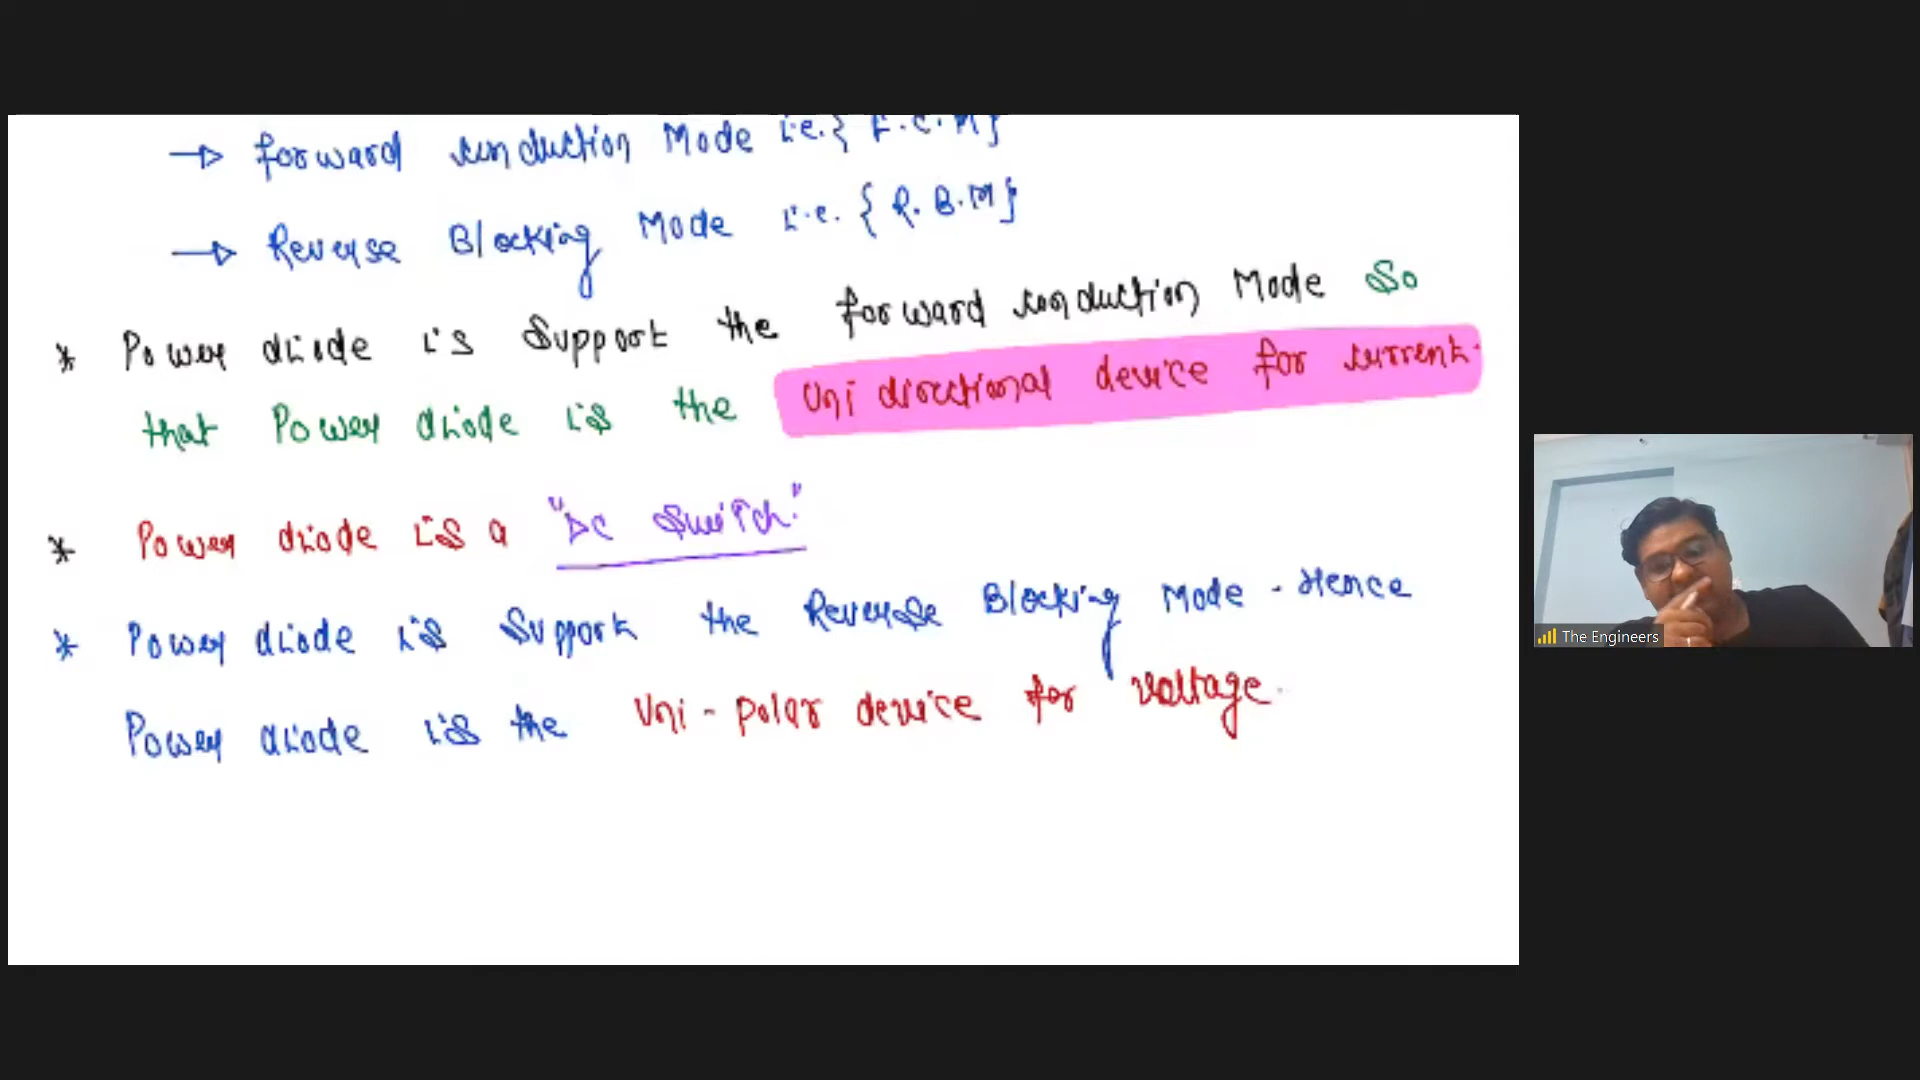 → Forward conduction Mode i.e. { F.C.M }
→ Reverse Blocking Mode i.e. { R.B.M }
* Power diode is support the forward conduction Mode So
that Power diode is the Uni directional device for current.
* Power diode is a "DC Switch."
* Power diode is support the Reverse Blocking Mode - Hence
Power diode is the Uni - polar device for voltage.
The Engineers